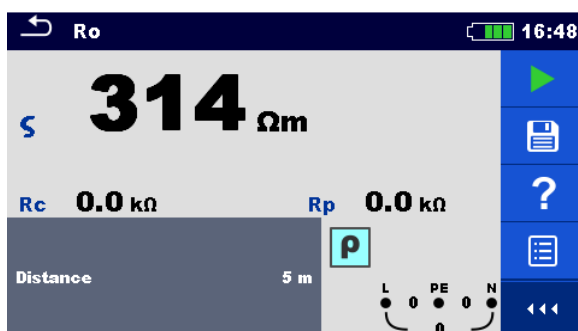 Ro 16:48
ς 314 Ωm
Rc 0.0 kΩ Rp 0.0 kΩ
ρ
Distance 5 m
L PE N
0 0
0
?